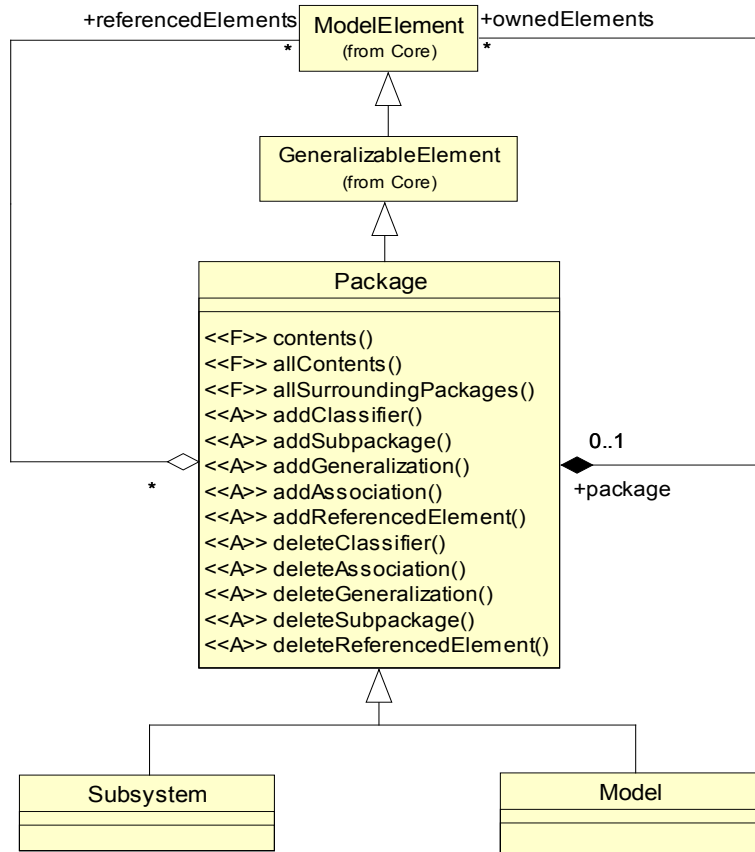 +referencedElements
*
ModelElement
(from Core)
+ownedElements
*
GeneralizableElement
(from Core)
Package
<<F>> contents()
<<F>> allContents()
<<F>> allSurroundingPackages()
<<A>> addClassifier()
<<A>> addSubpackage()
<<A>> addGeneralization()
<<A>> addAssociation()
<<A>> addReferencedElement()
<<A>> deleteClassifier()
<<A>> deleteAssociation()
<<A>> deleteGeneralization()
<<A>> deleteSubpackage()
<<A>> deleteReferencedElement()
*
0..1
+package
Subsystem
Model